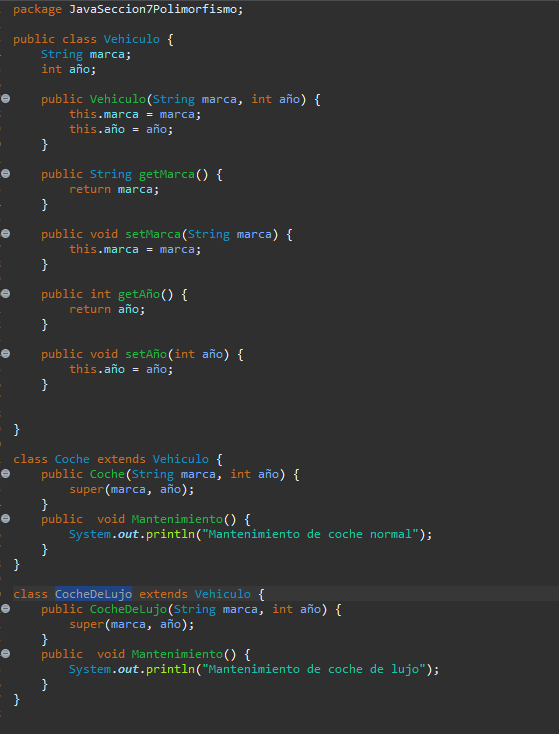 package JavaSeccion7Polimorfismo;
public class Vehiculo {
String marca;
int año;
public Vehiculo(String marca, int año) {
this.marca = marca;
this.año = año;
}
public String getMarca() {
return marca;
}
public void setMarca(String marca) {
this.marca = marca;
}
public int getAño() {
return año;
}
public void setAño(int año) {
this.año = año;
}
}
class Coche extends Vehiculo {
public Coche(String marca, int año) {
super(marca, año);
}
public  void Mantenimiento() {
System.out.println("Mantenimiento de coche normal");
}
}
class CocheDeLujo extends Vehiculo {
public CocheDeLujo(String marca, int año) {
super(marca, año);
}
public  void Mantenimiento() {
System.out.println("Mantenimiento de coche de lujo");
}
}